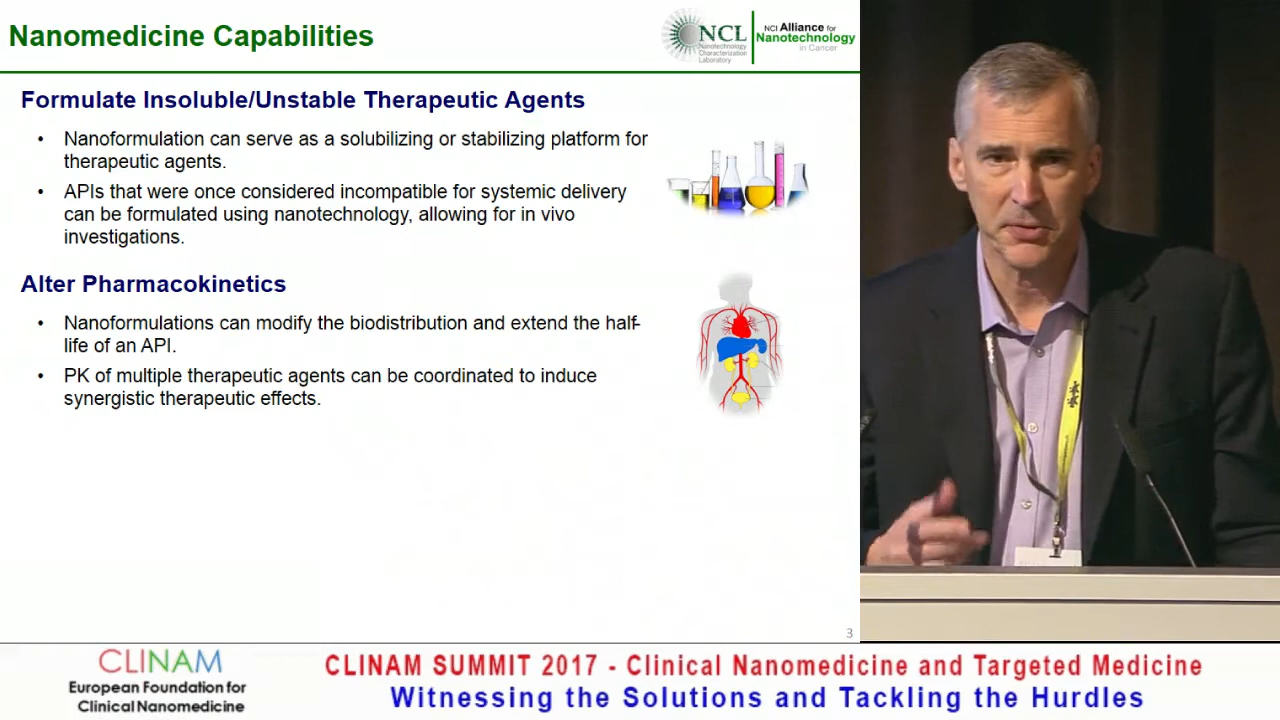 Nanomedicine Capabilities
NCL
Nanotechnology
Characterization
Laboratory
NCI Alliance for
Nanotechnology
in Cancer
Formulate Insoluble/Unstable Therapeutic Agents
• Nanoformulation can serve as a solubilizing or stabilizing platform for
therapeutic agents.
• APIs that were once considered incompatible for systemic delivery
can be formulated using nanotechnology, allowing for in vivo
investigations.
Alter Pharmacokinetics
• Nanoformulations can modify the biodistribution and extend the half-
life of an API.
• PK of multiple therapeutic agents can be coordinated to induce
synergistic therapeutic effects.
3
CLINAM
European Foundation for
Clinical Nanomedicine
CLINAM SUMMIT 2017 - Clinical Nanomedicine and Targeted Medicine
Witnessing the Solutions and Tackling the Hurdles